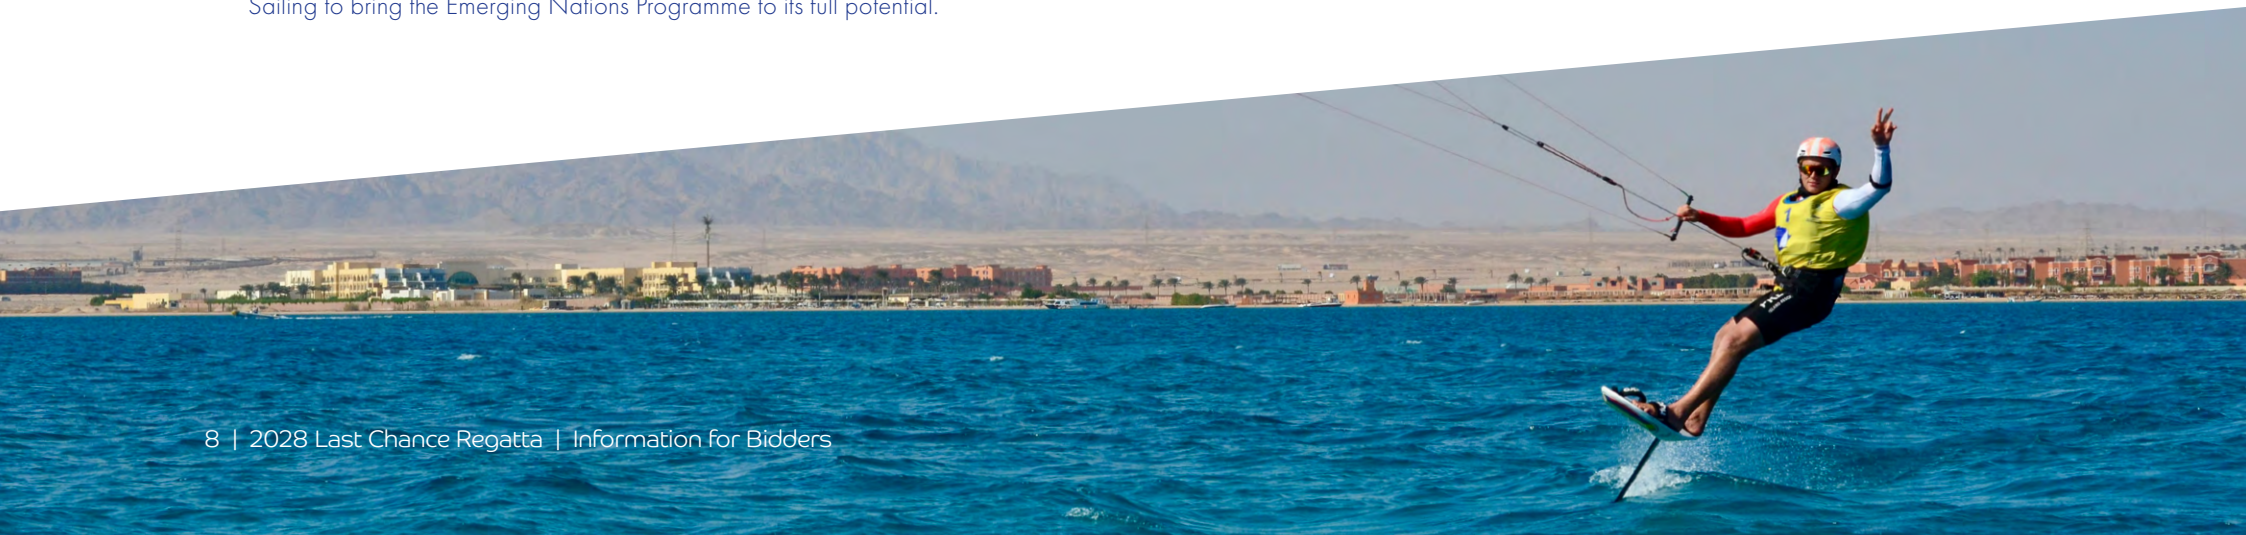 Sailing to bring the Emerging Nations Programme to its full potential.
1
8 | 2028 Last Chance Regatta | Information for Bidders